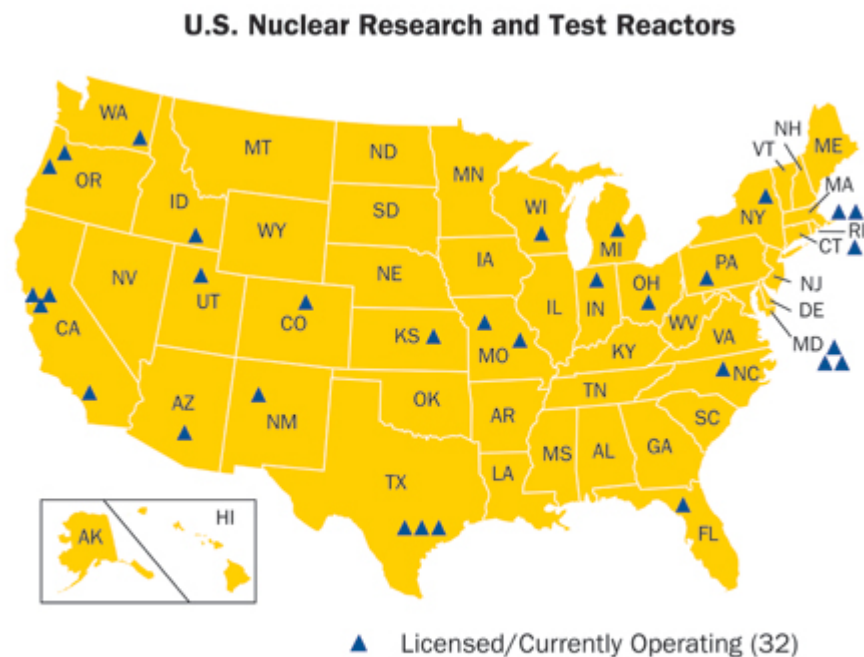 U.S. Nuclear Research and Test Reactors
WA
MT
ND
MN
VT
NH
ME
OR
ID
SD
WI
MI
NY
MA
RI
CT
WY
NE
IA
PA
NJ
NV
UT
CO
IL
IN
OH
DE
CA
KS
MO
WV
MD
KY
VA
AZ
NM
OK
AR
TN
NC
SC
TX
LA
MS
AL
GA
FL
AK
HI
Licensed/Currently Operating (32)